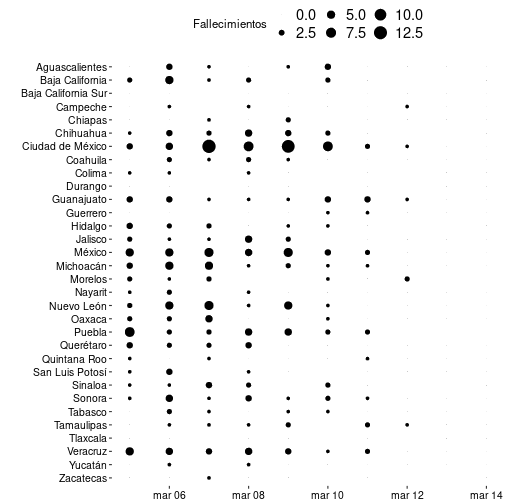 Fallecimientos
0.0 5.0 10.0
2.5 7.5 12.5
Aguascalientes
Baja California
Baja California Sur
Campeche
Chiapas
Chihuahua
Ciudad de México
Coahuila
Colima
Durango
Guanajuato
Guerrero
Hidalgo
Jalisco
México
Michoacán
Morelos
Nayarit
Nuevo León
Oaxaca
Puebla
Querétaro
Quintana Roo
San Luis Potosí
Sinaloa
Sonora
Tabasco
Tamaulipas
Tlaxcala
Veracruz
Yucatán
Zacatecas
mar 06 mar 08 mar 10 mar 12 mar 14